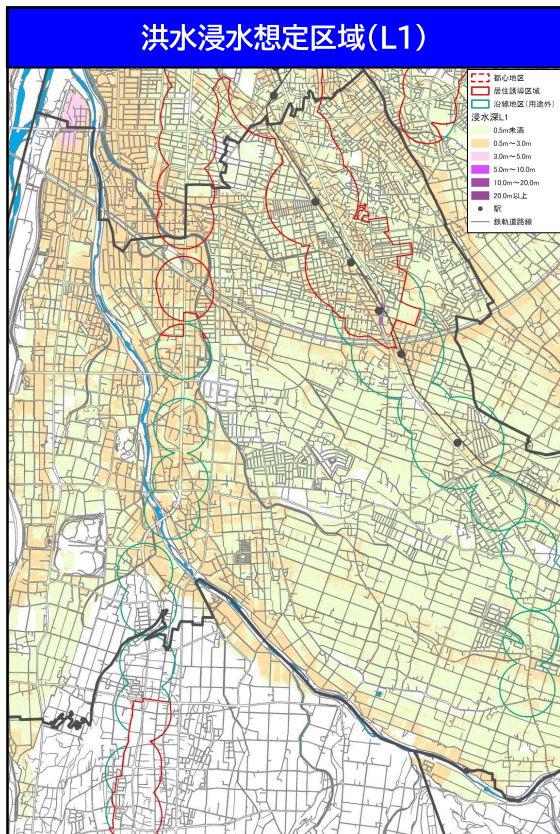 洪水浸水想定区域(L1)
都心地区
居住誘導区域
沿線地区(用途外)
浸水深L1
0.5m未満
0.5m~3.0m
3.0m~5.0m
5.0m~10.0m
10.0m~20.0m
20.0m以上
駅
鉄軌道路線